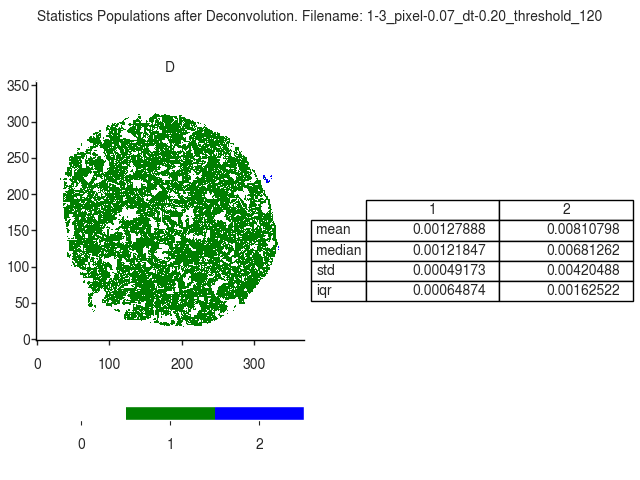 Statistics Populations after Deconvolution. Filename: 1-3_pixel-0.07_dt-0.20_threshold_120
D
350
300
250
200
150
100
50
0
0 100 200 300
0 1 2
1 2
mean 0.00127888 0.00810798
median 0.00121847 0.00681262
std 0.00049173 0.00420488
iqr 0.00064874 0.00162522